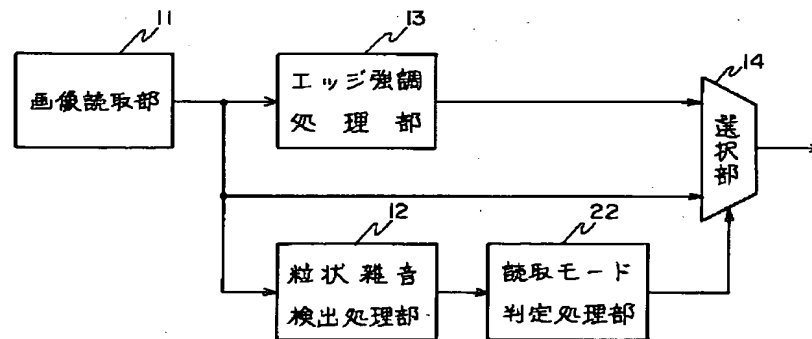 11
画像読取部
13
エッジ強調
処理部
14
選択部
12
粒状雑音
検出処理部
22
読取モード
判定処理部